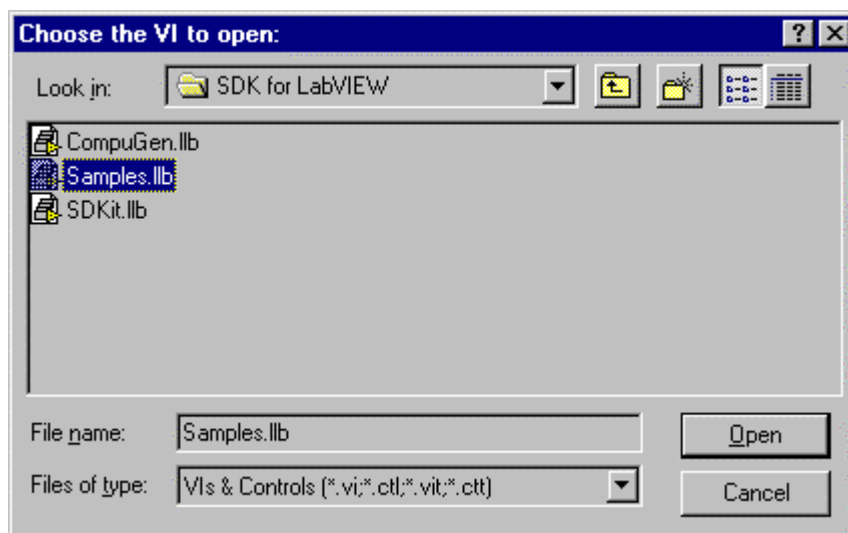 Choose the VI to open:
Look in: SDK for LabVIEW
CompuGen.llb
Samples.llb
SDKit.llb
File name: Samples.llb Open
Files of type: VIs & Controls (*.vi;*.ctl;*.vit;*.ctt) Cancel